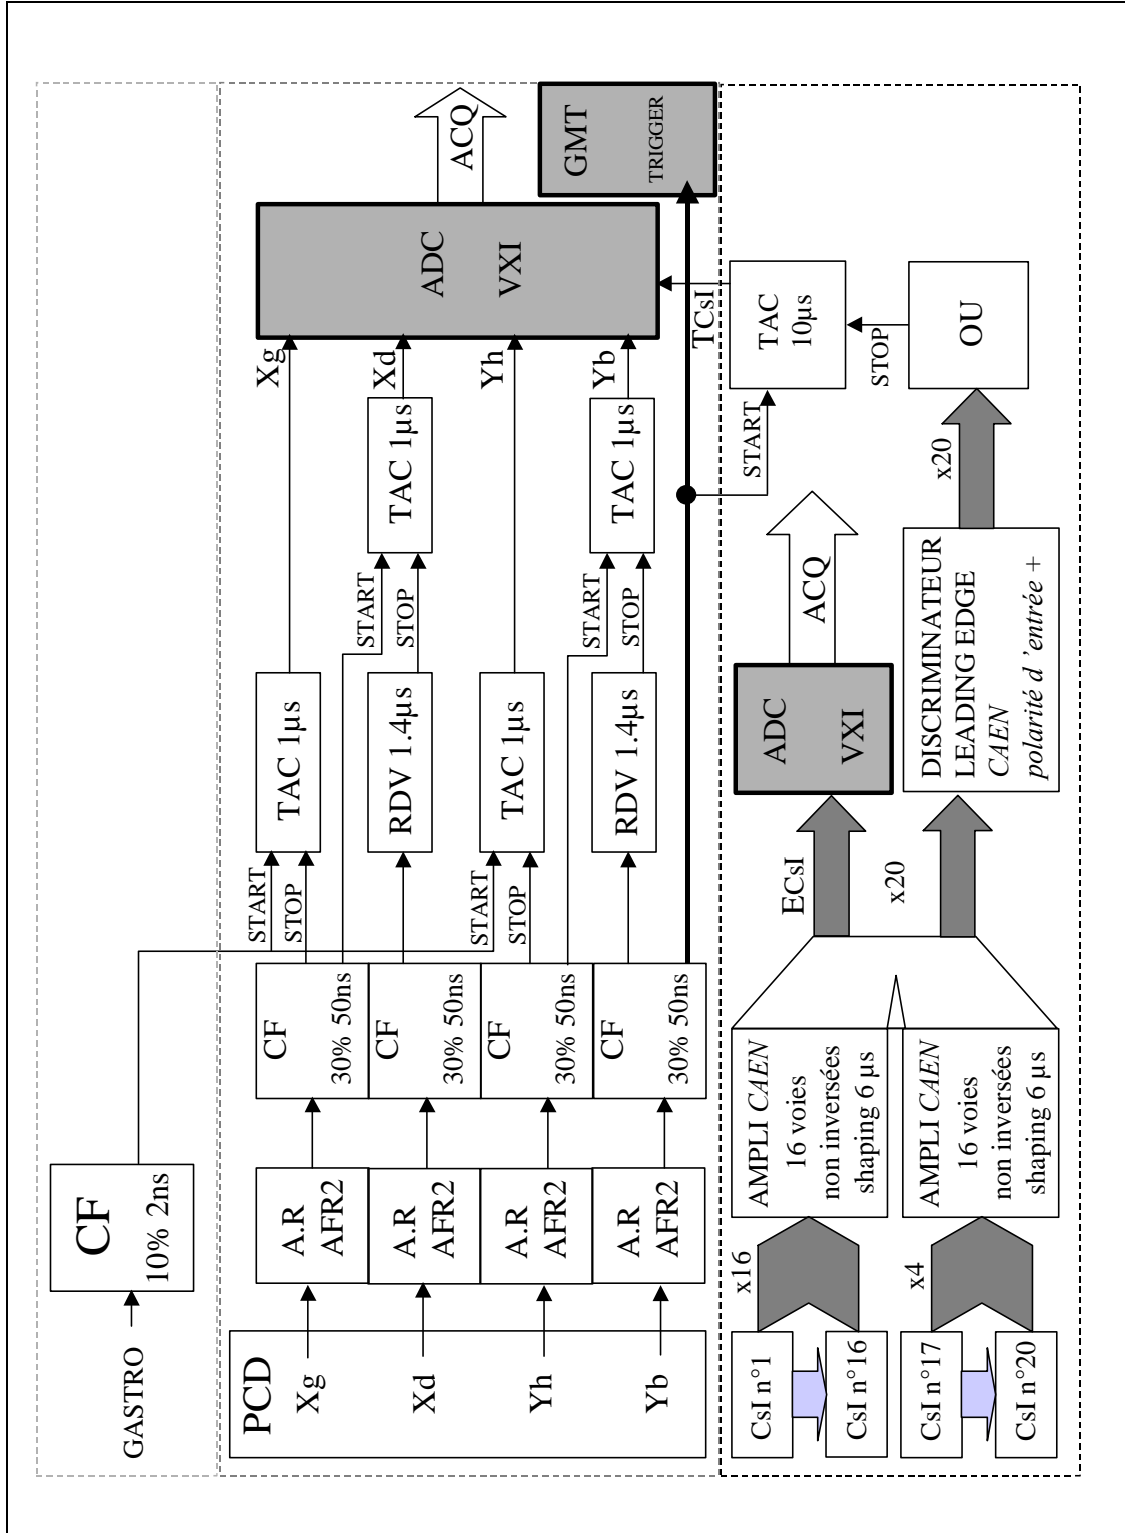 GASTRO
CF
10% 2ns
PCD
Xg
Xd
Yh
Yb
A.R
AFR2
A.R
AFR2
A.R
AFR2
A.R
AFR2
CF
30% 50ns
CF
30% 50ns
CF
30% 50ns
CF
30% 50ns
START
STOP
TAC 1µs
RDV 1.4µs
START
STOP
TAC 1µs
RDV 1.4µs
START
STOP
TAC 1µs
START
STOP
TAC 1µs
Xg
Xd
Yh
Yb
ADC
VXI
ACQ
GMT
TRIGGER
TCsI
CsI n°1
CsI n°16
x16
CsI n°17
CsI n°20
x4
AMPLI CAEN
16 voies
non inversées
shaping 6 µs
AMPLI CAEN
16 voies
non inversées
shaping 6 µs
ECsI
x20
ADC
VXI
ACQ
DISCRIMINATEUR
LEADING EDGE
CAEN
polarité d ’entrée +
x20
OU
STOP
START
TAC
10µs